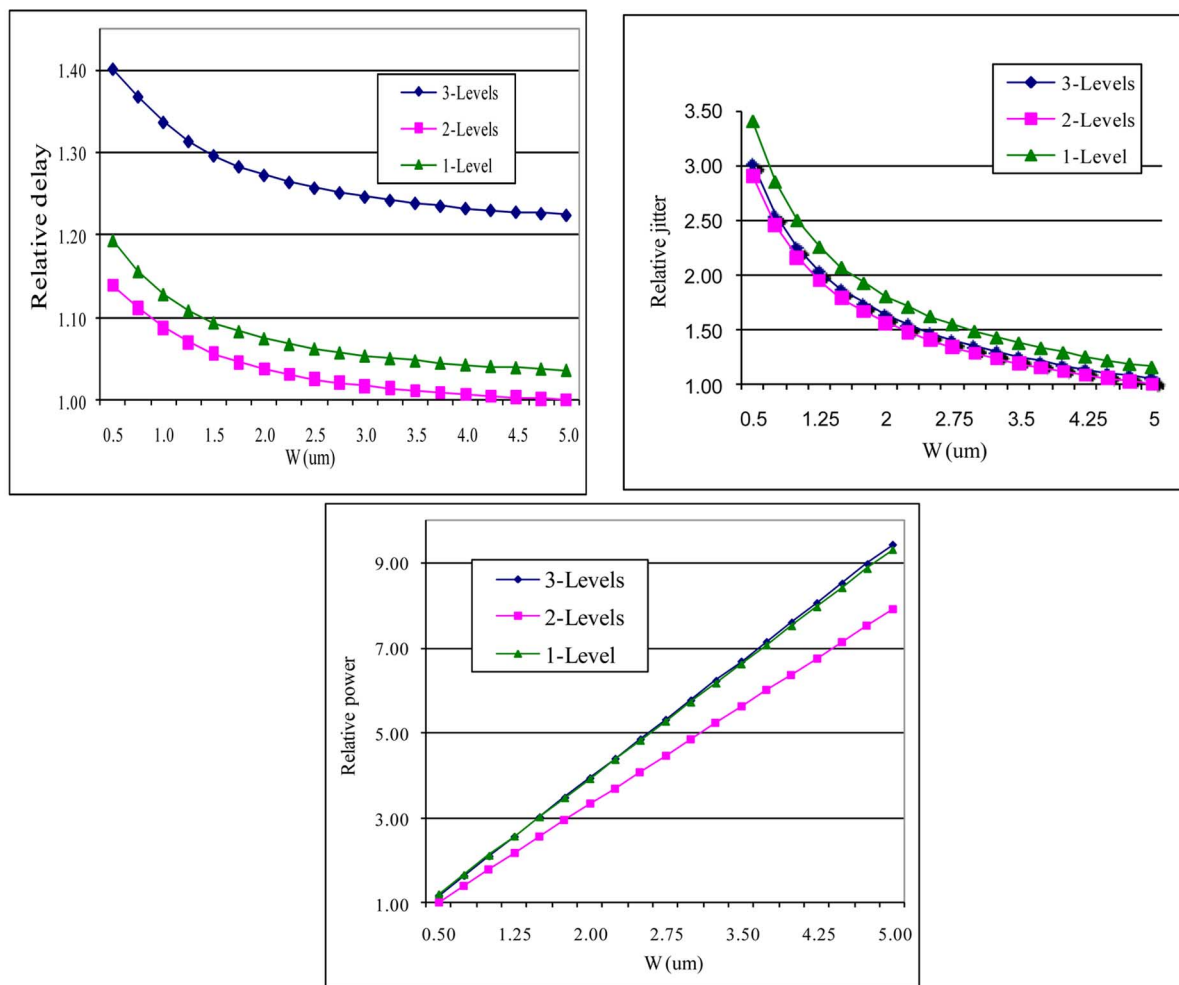 Relative delay
1.40
1.30
1.20
1.10
1.00
3-Levels
2-Levels
1-Level
0.5 1.0 1.5 2.0 2.5 3.0 3.5 4.0 4.5 5.0
W (um)
Relative jitter
3.50
3.00
2.50
2.00
1.50
1.00
3-Levels
2-Levels
1-Level
0.5 1.25 2 2.75 3.5 4.25 5
W (um)
Relative power
9.00
7.00
5.00
3.00
1.00
3-Levels
2-Levels
1-Level
0.50 1.25 2.00 2.75 3.50 4.25 5.00
W (um)